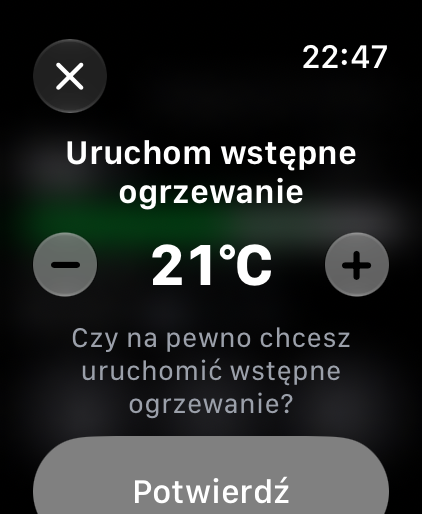 22:47
Uruchom wstępne
ogrzewanie
21°C
Czy na pewno chcesz
uruchomić wstępne
ogrzewanie?
Potwierdź